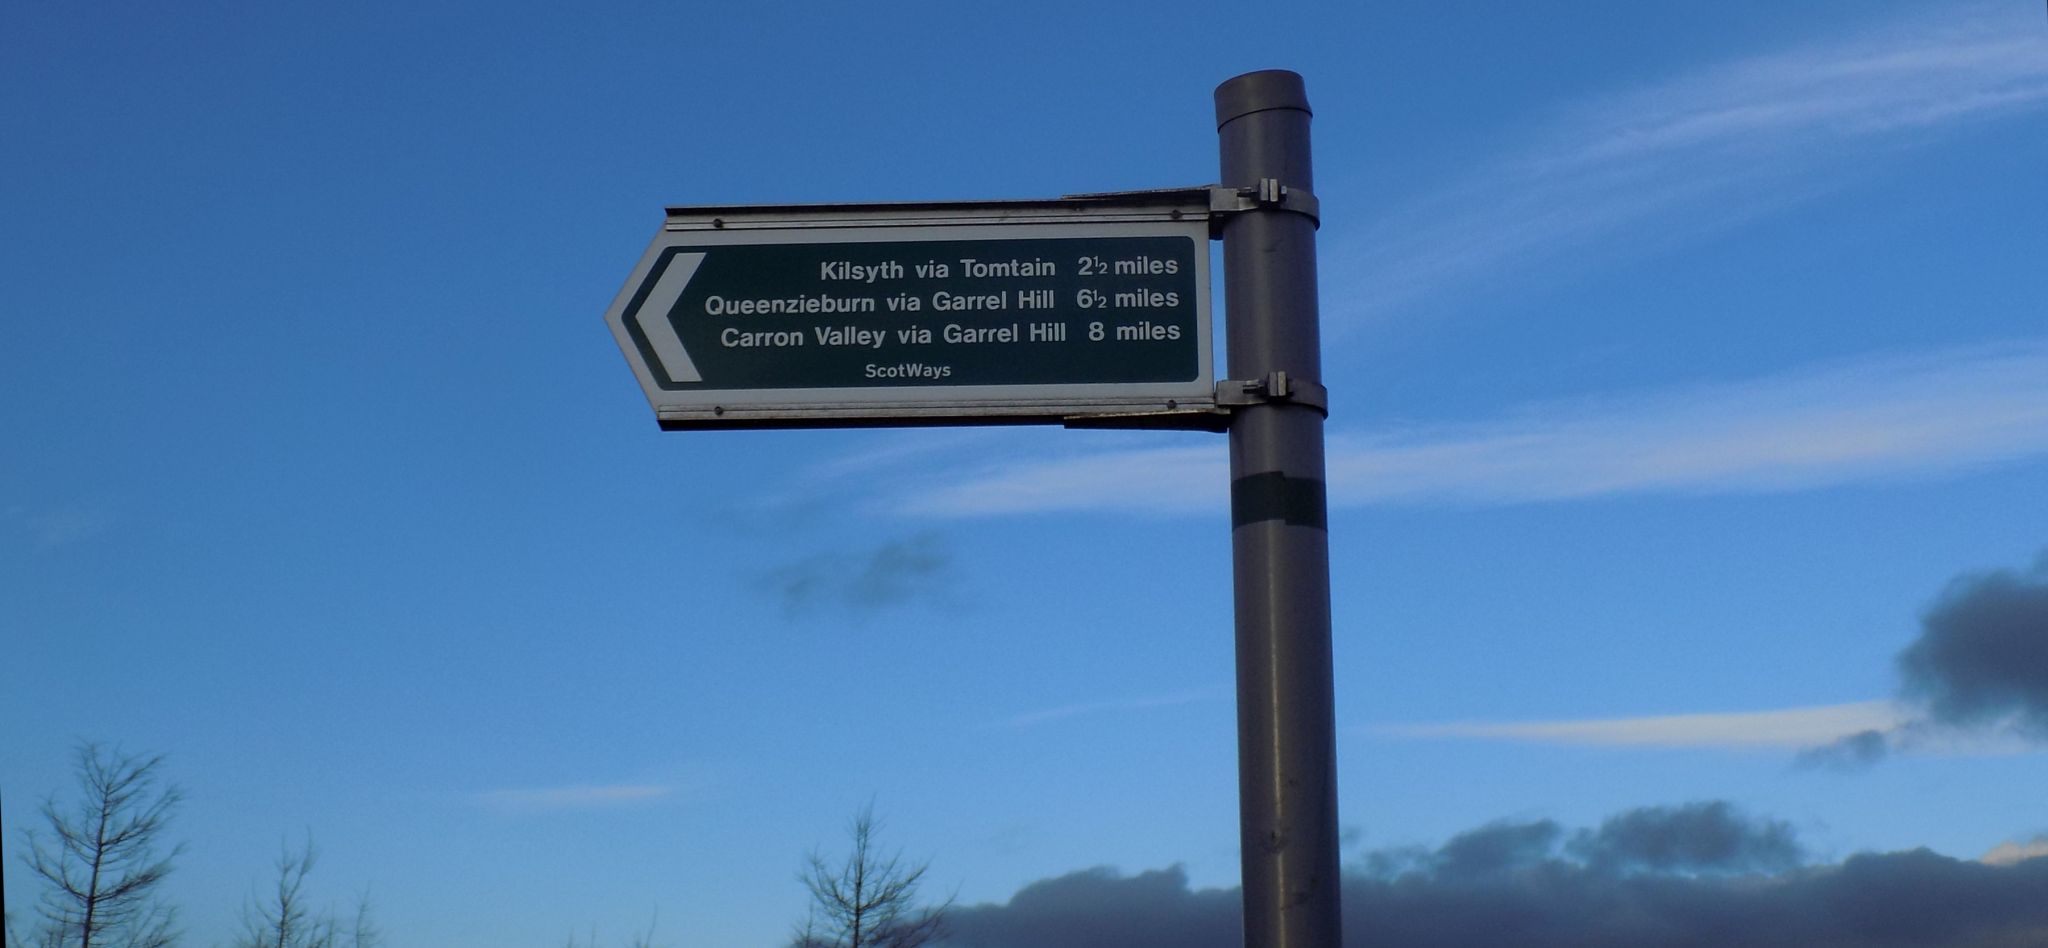 Kilsyth via Tomtain 2½ miles
Queenzieburn via Garrel Hill 6½ miles
Carron Valley via Garrel Hill 8 miles
ScotWays